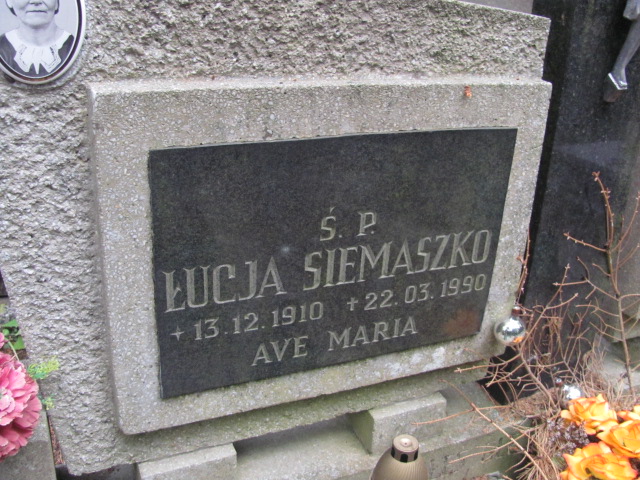 Ś. P.
ŁUCJA SIEMASZKO
+ 13. 12. 1910 + 22. 03. 1990
AVE MARIA